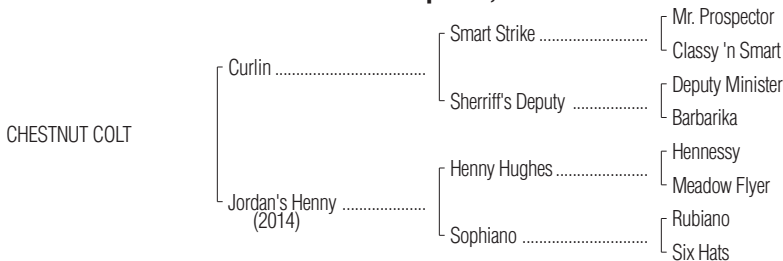 Mr. Prospector
Smart Strike ........................
Classy 'n Smart
Curlin ..................................
Deputy Minister
Sherriff's Deputy .................
Barbarika
CHESTNUT COLT
Hennessy
Henny Hughes ....................
Meadow Flyer
Jordan's Henny ..................
(2014)
Rubiano
Sophiano ............................
Six Hats